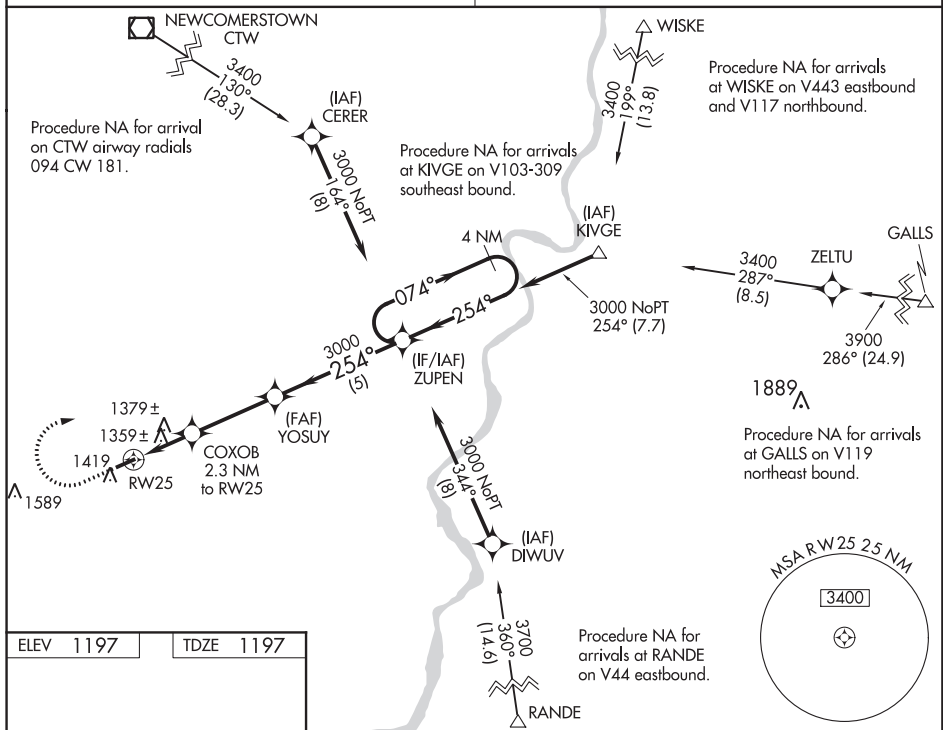 NEWCOMERSTOWN
CTW
3400
130°
(28.3)
Procedure NA for arrival
on CTW airway radials
094 CW 181.
(IAF)
CERER
3000 NoPT
164°
(8)
WISKE
3400
199°
(13.8)
Procedure NA for arrivals
at WISKE on V443 eastbound
and V117 northbound.
Procedure NA for arrivals
at KIVGE on V103-309
southeast bound.
(IAF)
KIVGE
4 NM
074°
254°
3000 NoPT
254° (7.7)
GALLS
ZELTU
3400
287°
(8.5)
3900
286° (24.9)
1889
Procedure NA for arrivals
at GALLS on V119
northeast bound.
(IF/IAF)
ZUPEN
3000
254°
(5)
(FAF)
YOSUY
1379±
1359±
COXOB
2.3 NM
to RW25
1419
RW25
1589
3000 NoPT
344°
(8)
(IAF)
DIWUV
3700
360°
(14.6)
Procedure NA for
arrivals at RANDE
on V44 eastbound.
RANDE
MSA RW25 25 NM
3400
ELEV 1197
TDZE 1197